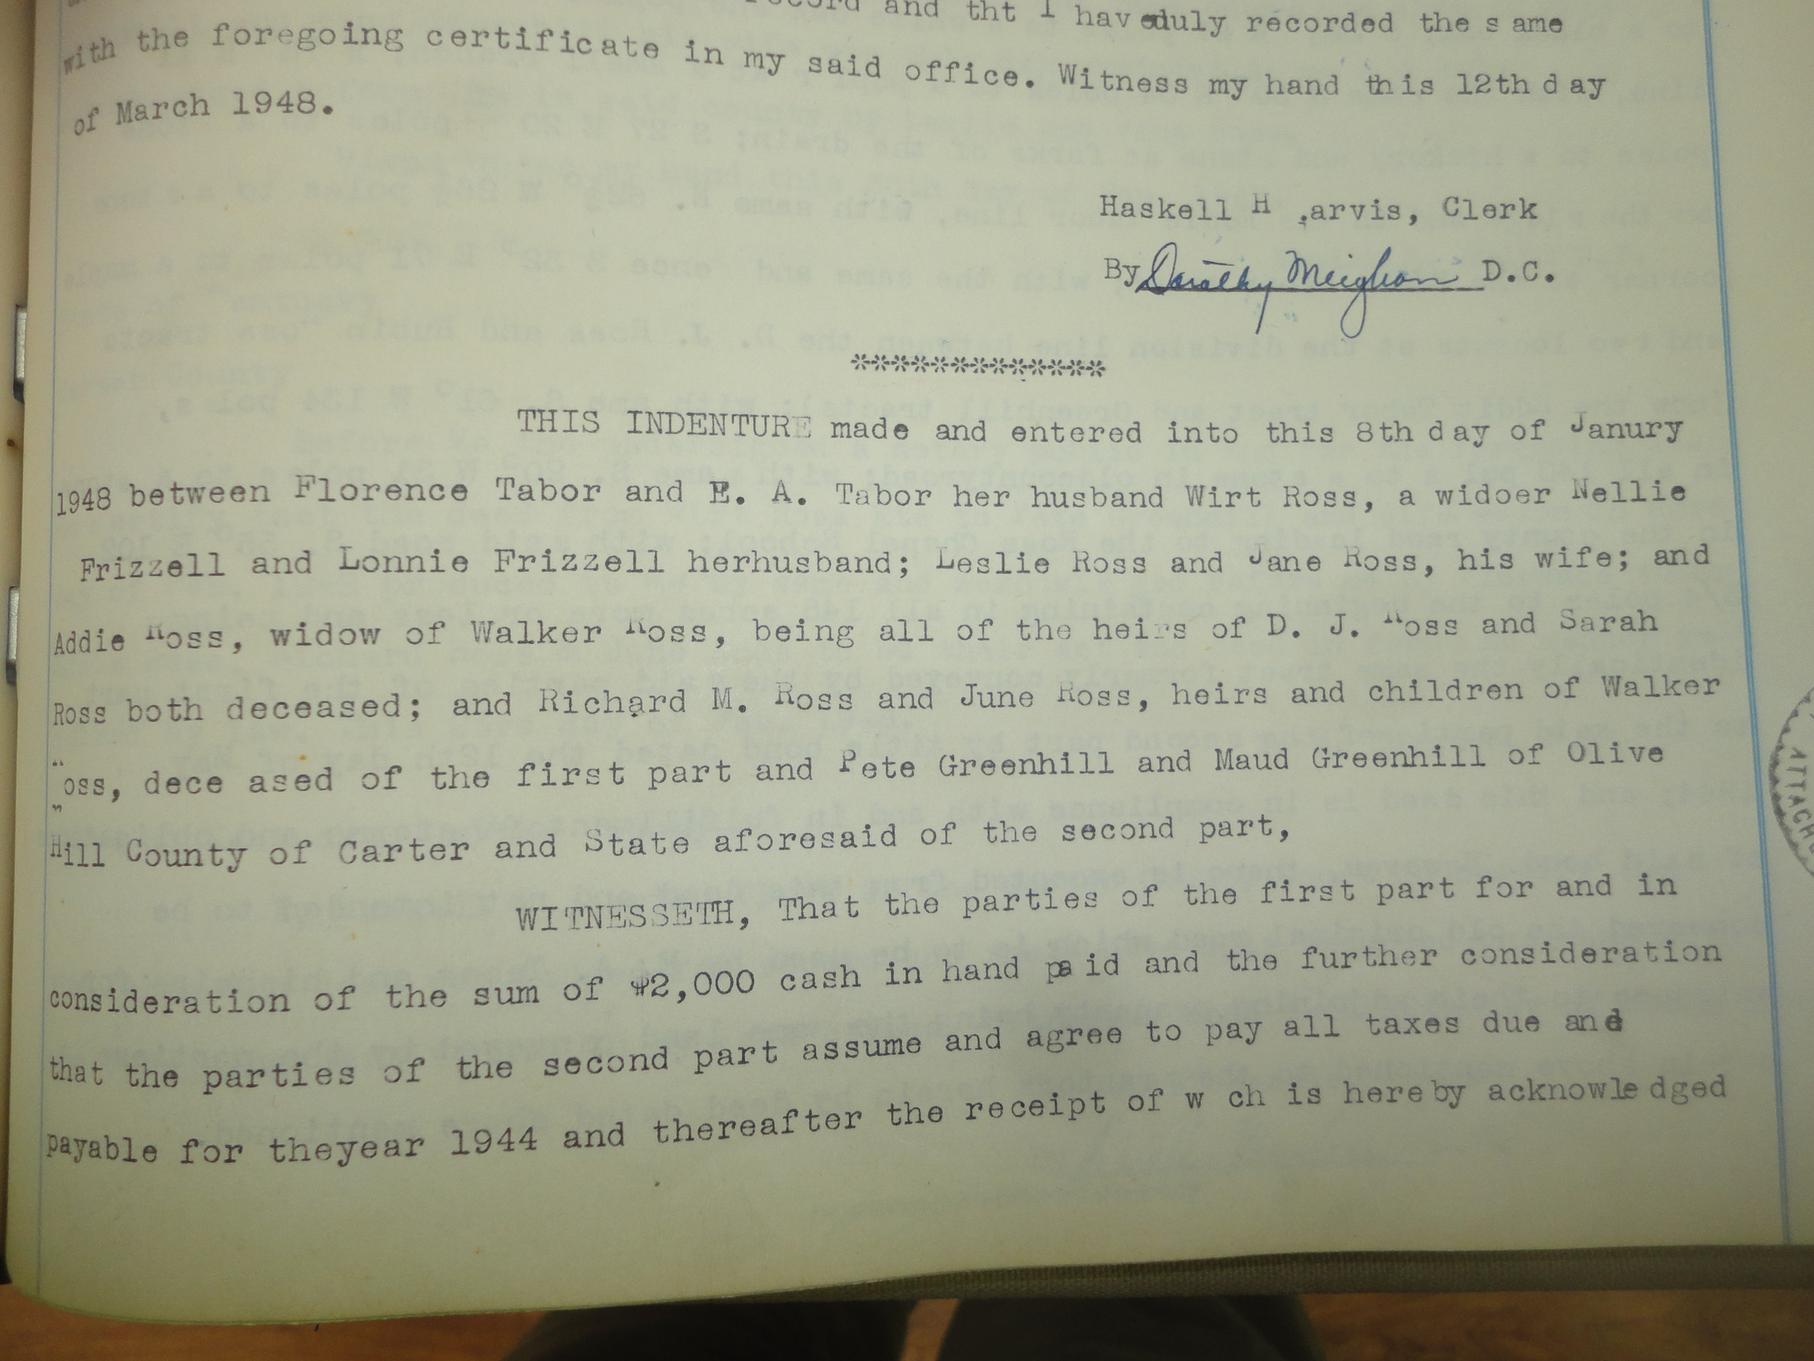 record and tht I haveduly recorded the s ame
with the foregoing certificate in my said office. Witness my hand this 12th d ay
of March 1948.
Haskell H .arvis, Clerk
By Dorothy Meighan D.C.
*************
THIS INDENTURE made and entered into this 8th day of Janury
1948 between Florence Tabor and E. A. Tabor her husband Wirt Ross, a widoer Nellie
Frizzell and Lonnie Frizzell herhusband; Leslie Ross and Jane Ross, his wife; and
Addie Ross, widow of Walker Ross, being all of the heirs of D. J. Ross and Sarah
Ross both deceased; and Richard M. Ross and June Ross, heirs and children of Walker
Ross, dece ased of the first part and Pete Greenhill and Maud Greenhill of Olive
Hill County of Carter and State aforesaid of the second part,
WITNESSETH, That the parties of the first part for and in
consideration of the sum of $2,000 cash in hand pa id and the further consideration
that the parties of the second part assume and agree to pay all taxes due and
payable for theyear 1944 and thereafter the receipt of w ch is hereby acknowle dged
ATTACH